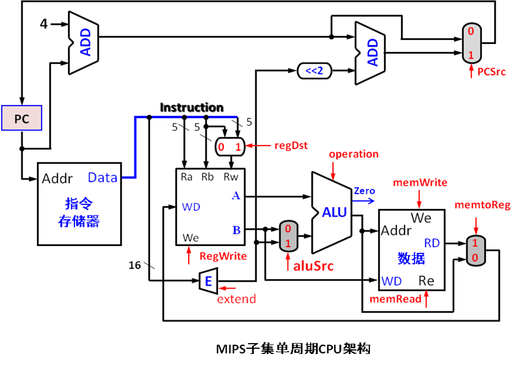 4
ADD
ADD
0
1
PCSrc
<<2
PC
Instruction
5
5
5
0 1
regDst
operation
Addr
Data
指令
存储器
Ra
Rb
Rw
WD
A
B
We
RegWrite
ALU
Zero
0
1
aluSrc
memWrite
We
Addr
RD
数据
WD
Re
memRead
memtoReg
1
0
16
E
extend
MIPS子集单周期CPU架构